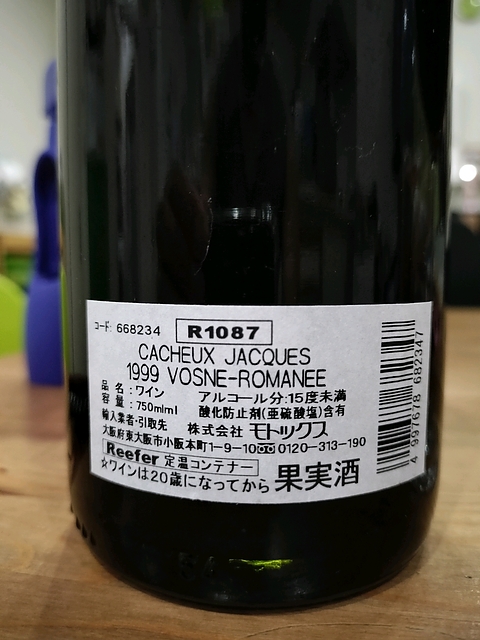 コード: 668234 R1087
CACHEUX JACQUES
1999 VOSNE-ROMANEE
品名：ワイン アルコール分:15度未満
容量：750mlml 酸化防止剤(亜硫酸塩)含有
輸入業者・引取先 株式会社 モトックス
大阪府東大阪市小阪本町1-9-10 0120-313-190
Reefer 定温コンテナー
☆ワインは20歳になってから 果実酒
4 997678 682347